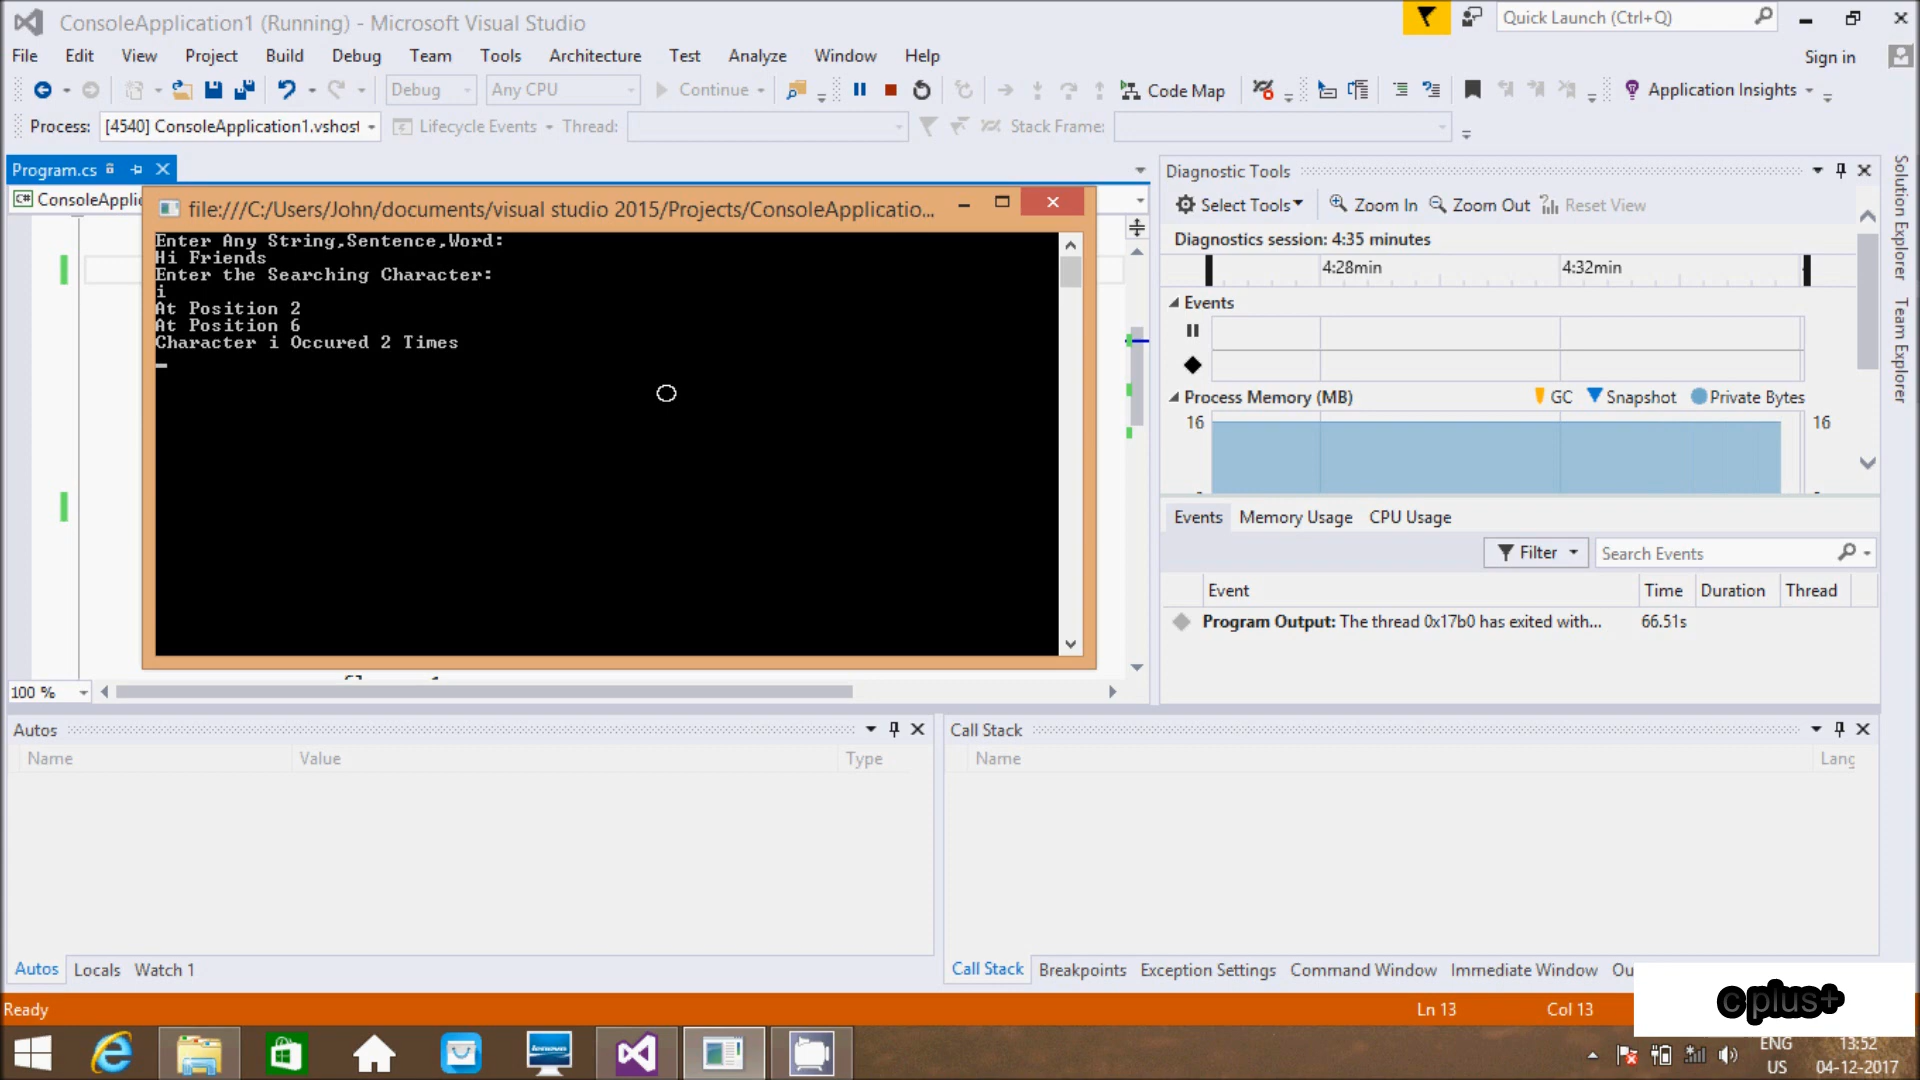 ConsoleApplication1 (Running) - Microsoft Visual Studio
Quick Launch (Ctrl+Q)
File Edit View Project Build Debug Team Tools Architecture Test Analyze Window Help
Sign in
Debug Any CPU Continue Code Map Application Insights
Process: [4540] ConsoleApplication1.vshost Lifecycle Events Thread: Stack Frame:
Program.cs
C# ConsoleApplic
file:///C:/Users/John/documents/visual studio 2015/Projects/ConsoleApplicatio...
Enter Any String,Sentence,Word:
Hi Friends
Enter the Searching Character:
i
At Position 2
At Position 6
Character i Occured 2 Times
100 %
Diagnostic Tools
Select Tools Zoom In Zoom Out Reset View
Diagnostics session: 4:35 minutes
4:28min 4:32min
Events
Process Memory (MB) GC Snapshot Private Bytes
16 16
Events Memory Usage CPU Usage
Filter Search Events
Event Time Duration Thread
Program Output: The thread 0x17b0 has exited with... 66.51s
Solution Explorer
Team Explorer
Autos
Name Value Type
Autos Locals Watch 1
Call Stack
Name Lang
Call Stack Breakpoints Exception Settings Command Window Immediate Window Ou
Ready Ln 13 Col 13
c plus+
lenovo
ENG
US
13:52
04-12-2017